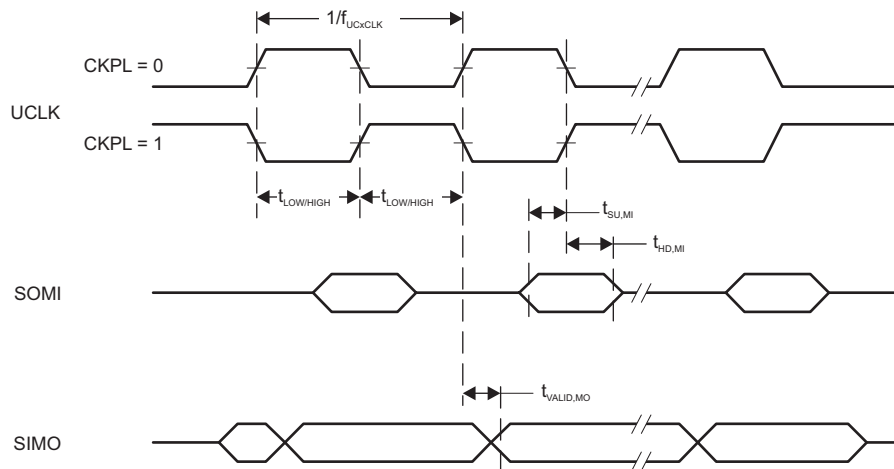 1/fUCxCLK
CKPL = 0
UCLK
CKPL = 1
tLOW/HIGH tLOW/HIGH
tSU,MI
tHD,MI
SOMI
tVALID,MO
SIMO